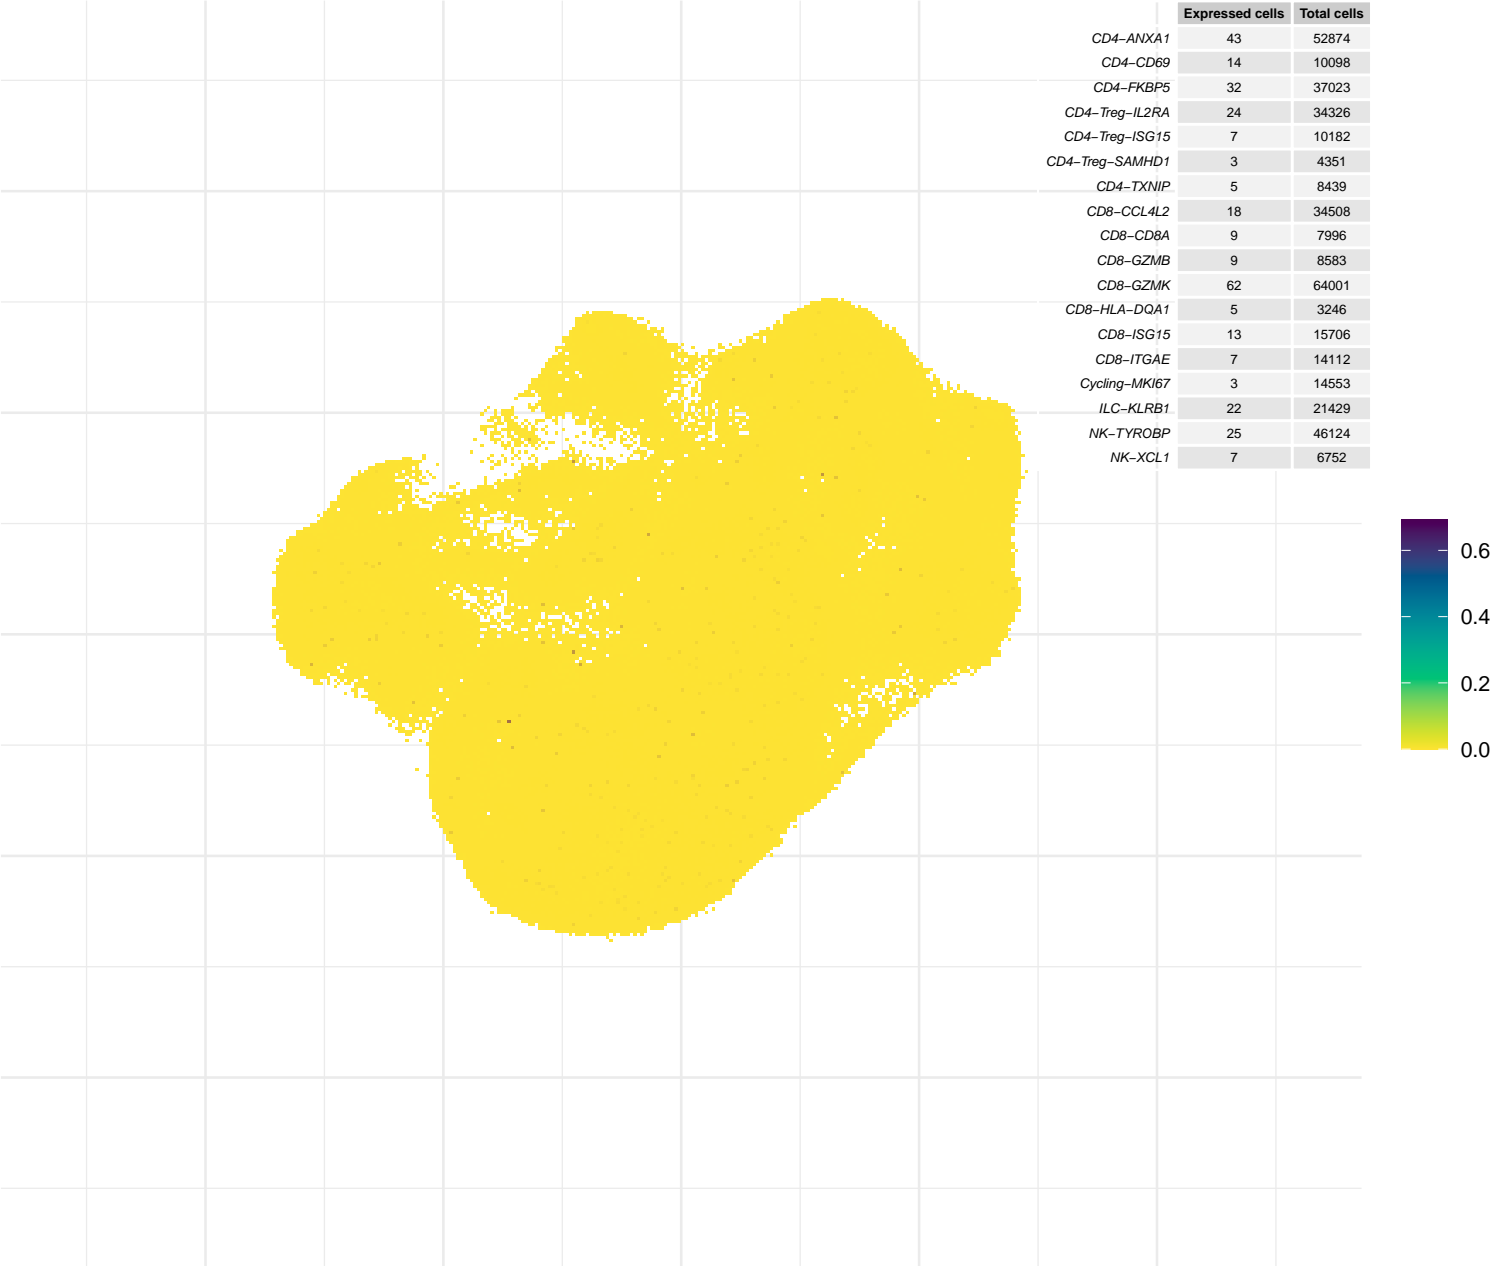 Expressed cells Total cells
CD4−ANXA1 43 52874
CD4−CD69 14 10098
CD4−FKBP5 32 37023
CD4−Treg−IL2RA 24 34326
CD4−Treg−ISG15 7 10182
CD4−Treg−SAMHD1 3 4351
CD4−TXNIP 5 8439
CD8−CCL4L2 18 34508
CD8−CD8A 9 7996
CD8−GZMB 9 8583
CD8−GZMK 62 64001
CD8−HLA−DQA1 5 3246
CD8−ISG15 13 15706
CD8−ITGAE 7 14112
Cycling−MKI67 3 14553
ILC−KLRB1 22 21429
NK−TYROBP 25 46124
NK−XCL1 7 6752
0.6
0.4
0.2
0.0